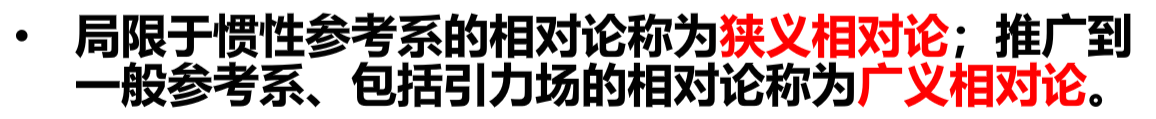 • 局限于惯性参考系的相对论称为狭义相对论；推广到
一般参考系、包括引力场的相对论称为广义相对论。